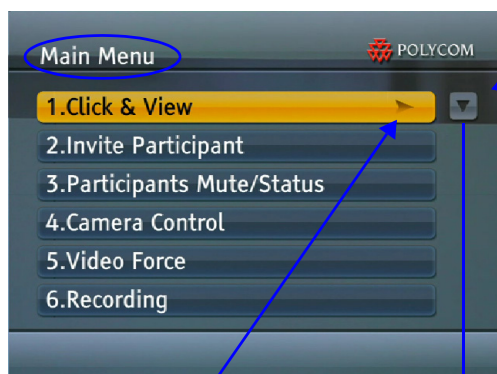 Main Menu
POLYCOM
1.Click & View
2.Invite Participant
3.Participants Mute/Status
4.Camera Control
5.Video Force
6.Recording